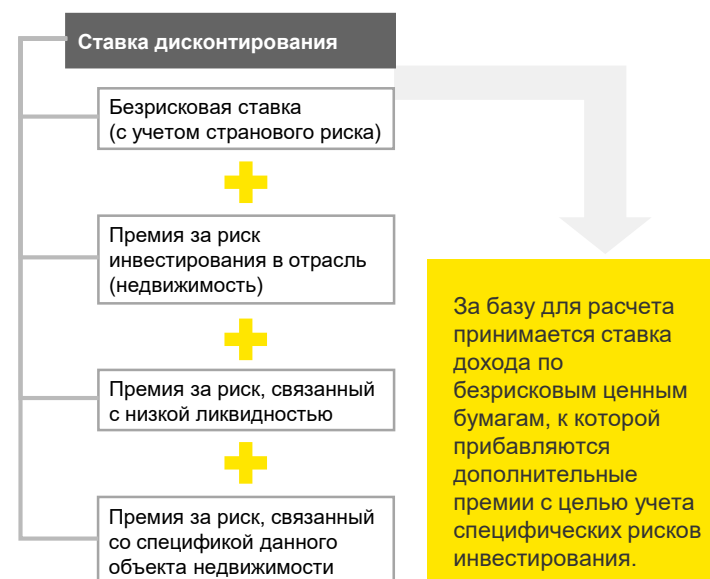 Ставка дисконтирования
Безрисковая ставка
(с учетом странового риска)
Премия за риск
инвестирования в отрасль
(недвижимость)
Премия за риск, связанный
с низкой ликвидностью
Премия за риск, связанный
со спецификой данного
объекта недвижимости
За базу для расчета
принимается ставка
дохода по
безрисковым ценным
бумагам, к которой
прибавляются
дополнительные
премии с целью учета
специфических рисков
инвестирования.